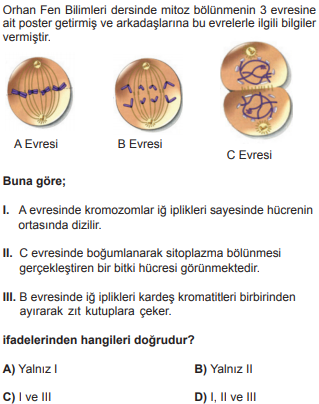 Orhan Fen Bilimleri dersinde mitoz bölünmenin 3 evresine
ait poster getirmiş ve arkadaşlarına bu evrelerle ilgili bilgiler
vermiştir.
A Evresi
B Evresi
C Evresi
Buna göre;
I. A evresinde kromozomlar iğ iplikleri sayesinde hücrenin
ortasında dizilir.
II. C evresinde boğumlanarak sitoplazma bölünmesi
gerçekleştiren bir bitki hücresi görünmektedir.
III. B evresinde iğ iplikleri kardeş kromatitleri birbirinden
ayırarak zıt kutuplara çeker.
ifadelerinden hangileri doğrudur?
A) Yalnız I
B) Yalnız II
C) I ve III
D) I, II ve III